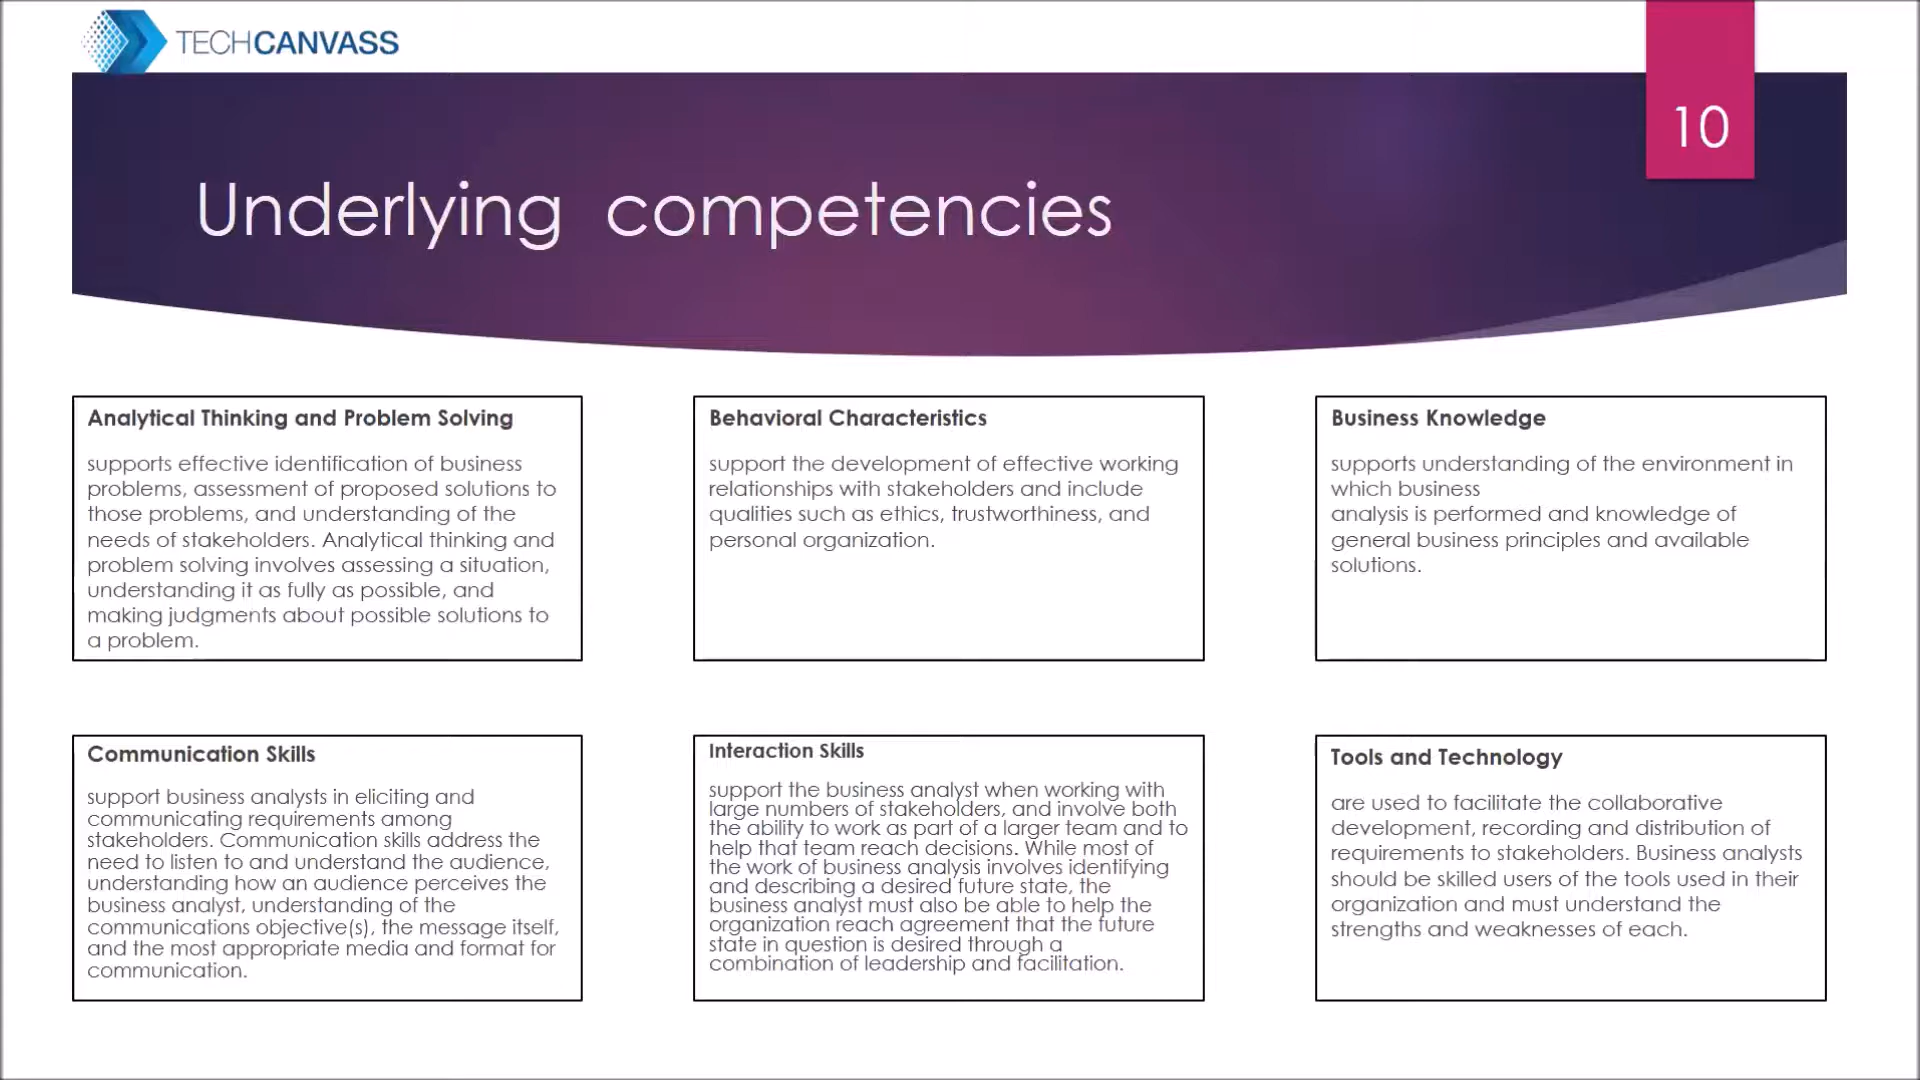 TECHCANVASS
10
Underlying competencies
Analytical Thinking and Problem Solving
supports effective identification of business
problems, assessment of proposed solutions to
those problems, and understanding of the
needs of stakeholders. Analytical thinking and
problem solving involves assessing a situation,
understanding it as fully as possible, and
making judgments about possible solutions to
a problem.
Behavioral Characteristics
support the development of effective working
relationships with stakeholders and include
qualities such as ethics, trustworthiness, and
personal organization.
Business Knowledge
supports understanding of the environment in
which business
analysis is performed and knowledge of
general business principles and available
solutions.
Communication Skills
support business analysts in eliciting and
communicating requirements among
stakeholders. Communication skills address the
need to listen to and understand the audience,
understanding how an audience perceives the
business analyst, understanding of the
communications objective(s), the message itself,
and the most appropriate media and format for
communication.
Interaction Skills
support the business analyst when working with
large numbers of stakeholders, and involve both
the ability to work as part of a larger team and to
help that team reach decisions. While most of
the work of business analysis involves identifying
and describing a desired future state, the
business analyst must also be able to help the
organization reach agreement that the future
state in question is desired through a
combination of leadership and facilitation.
Tools and Technology
are used to facilitate the collaborative
development, recording and distribution of
requirements to stakeholders. Business analysts
should be skilled users of the tools used in their
organization and must understand the
strengths and weaknesses of each.